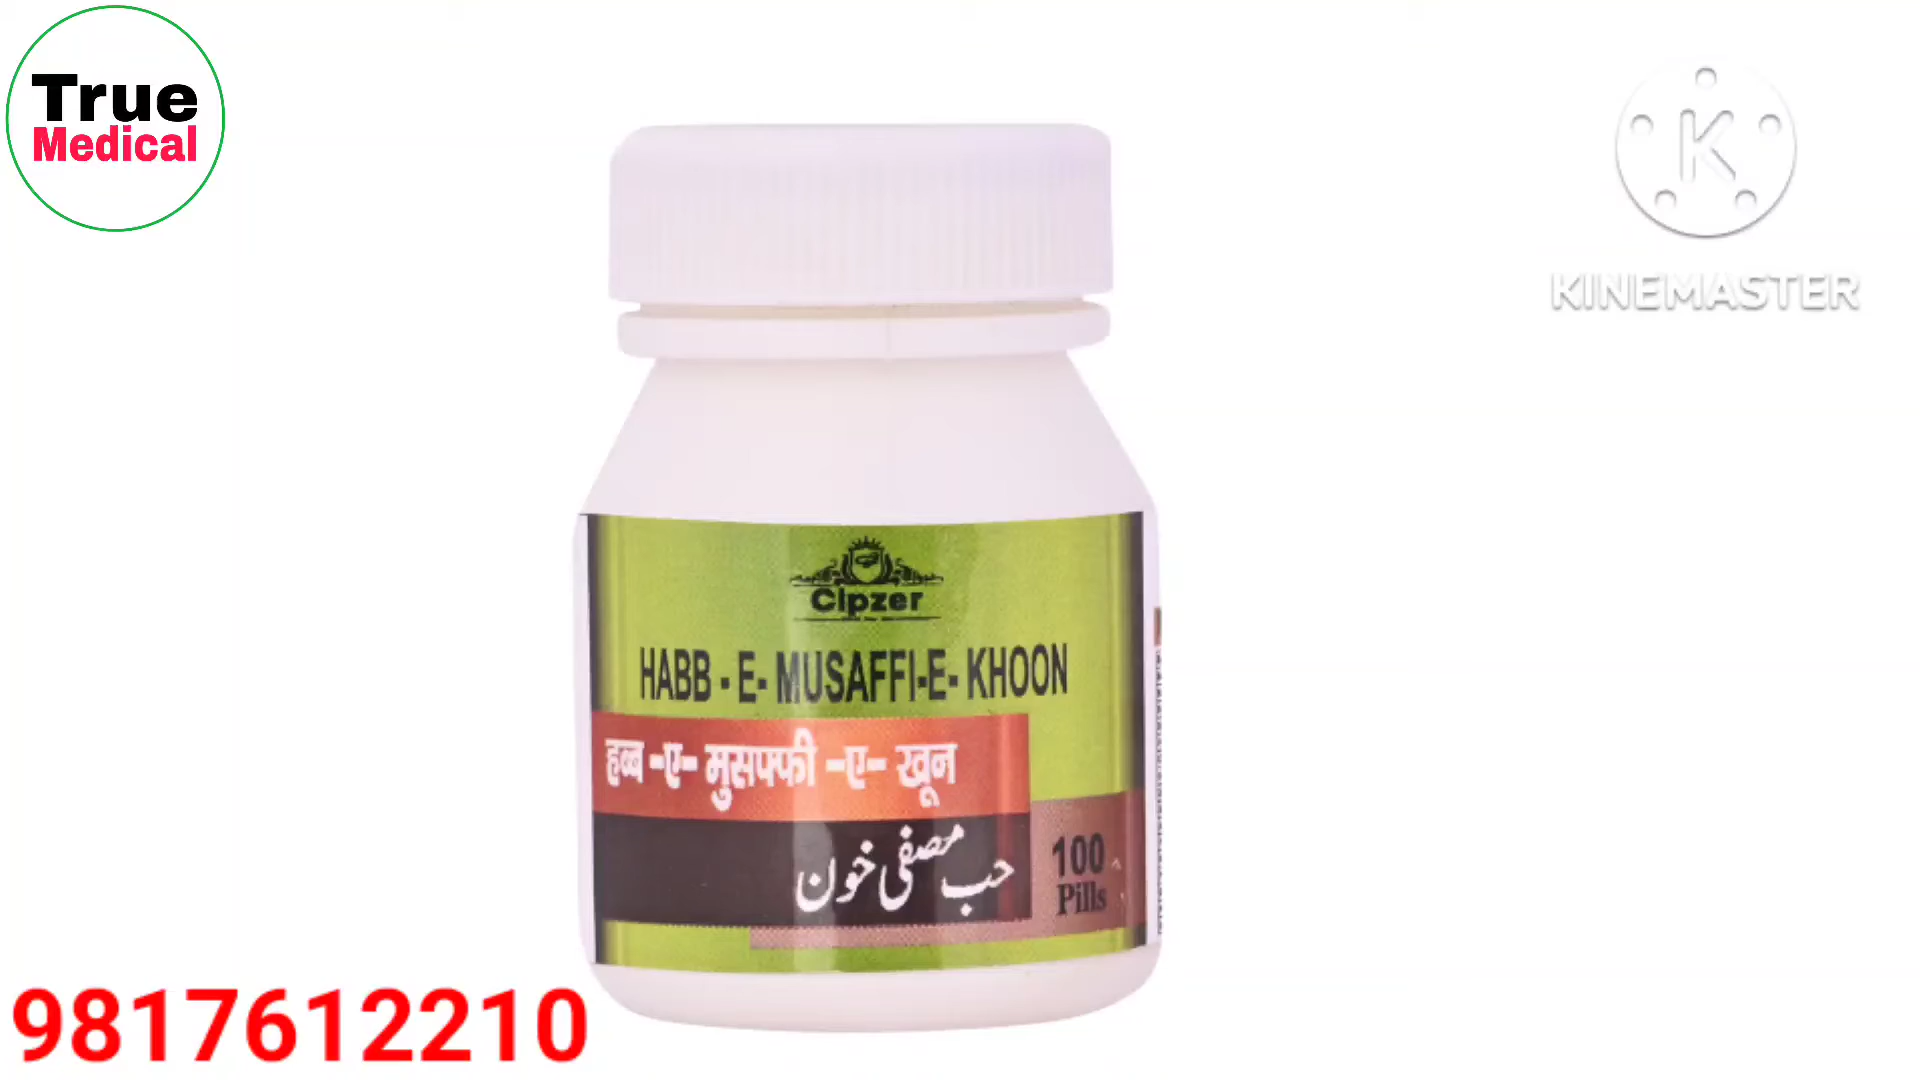 True
Medical
KINEMASTER
Cipzer
HABB - E- MUSAFFI-E- KHOON
हब्ब -ए- मुसफ्फी -ए- खून
حب مصفی خون
100
Pills
9817612210